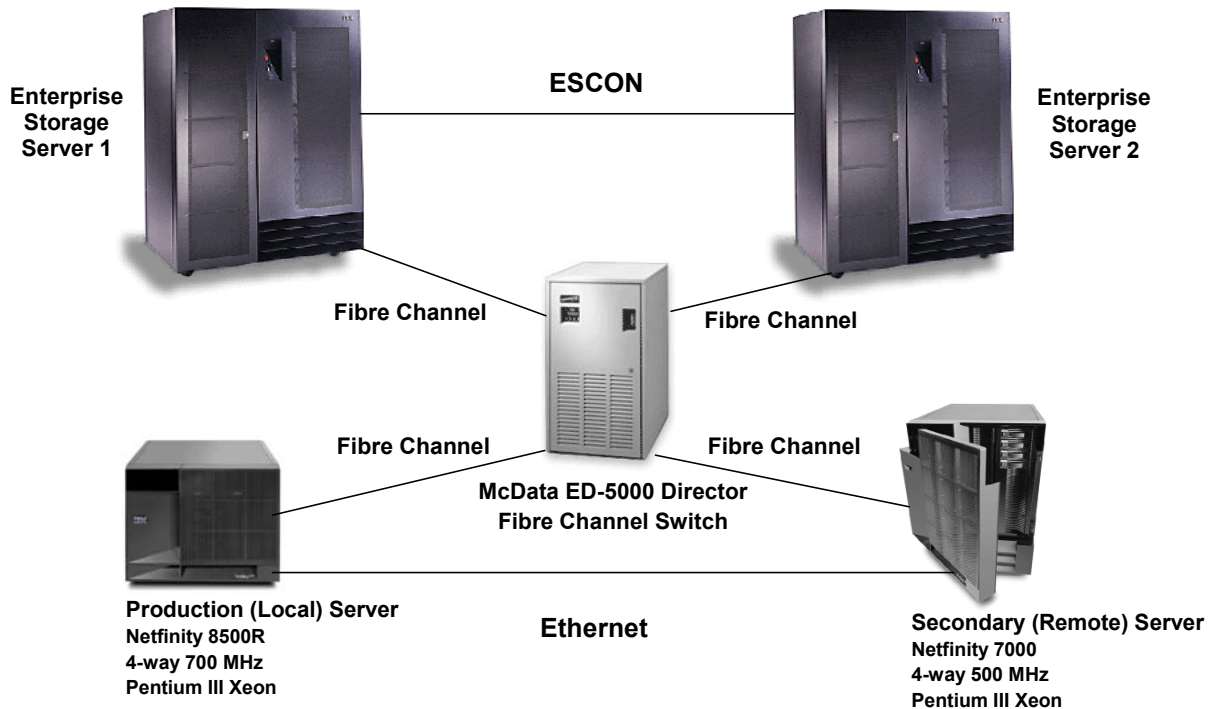 ESCON
Enterprise
Storage
Server 1
Enterprise
Storage
Server 2
Fibre Channel
Fibre Channel
Fibre Channel
Fibre Channel
McData ED-5000 Director
Fibre Channel Switch
Production (Local) Server
Netfinity 8500R
4-way 700 MHz
Pentium III Xeon
Ethernet
Secondary (Remote) Server
Netfinity 7000
4-way 500 MHz
Pentium III Xeon